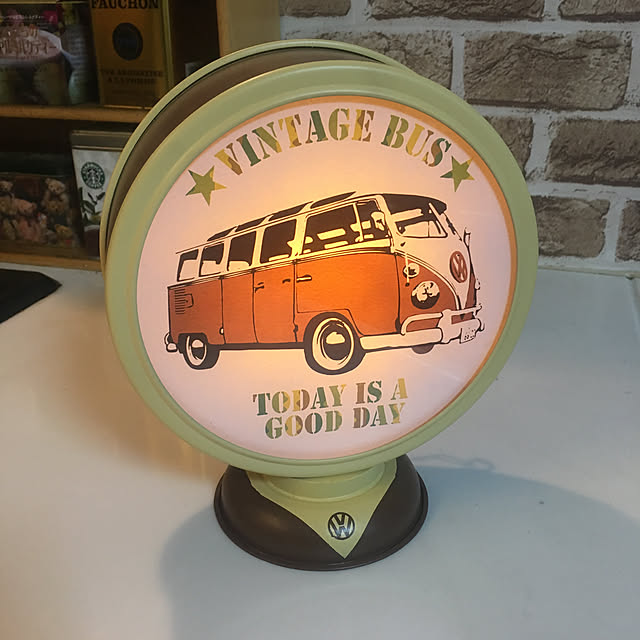 FAUCHON
VINTAGE BUS
TODAY IS A
GOOD DAY